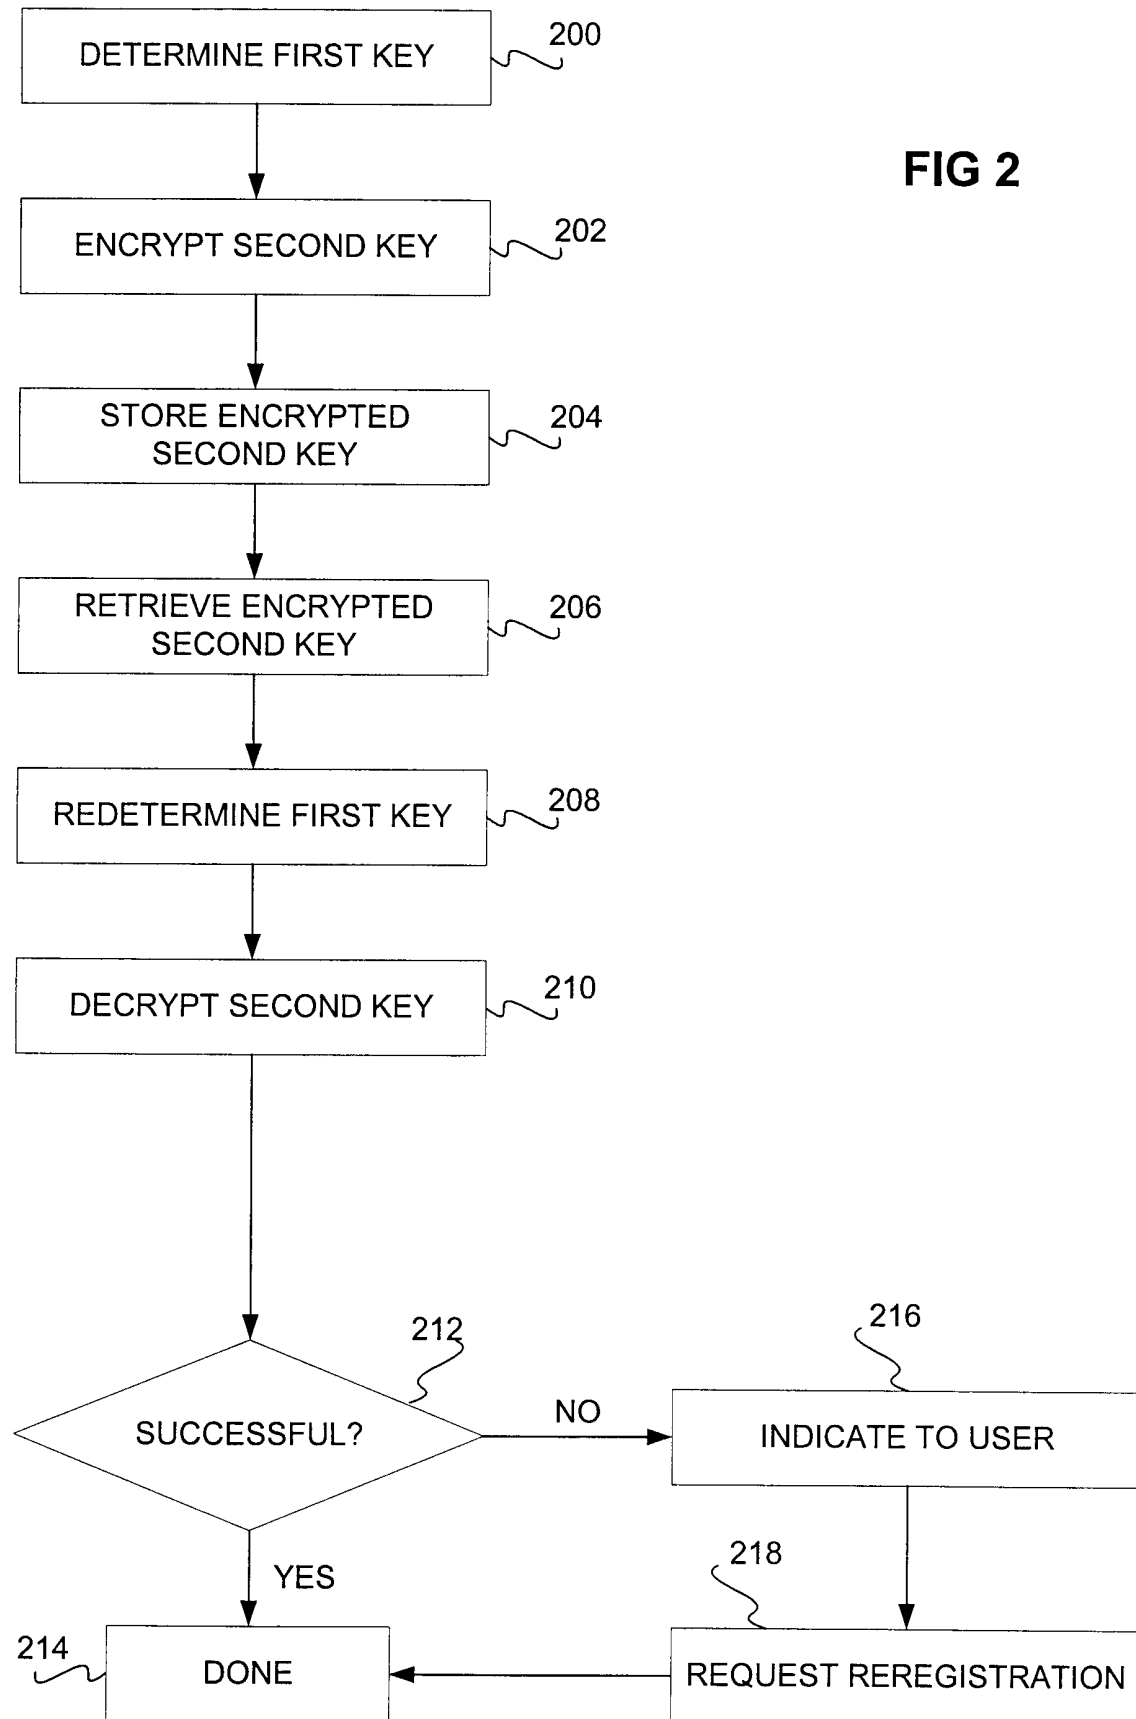 DETERMINE FIRST KEY
200
FIG 2
ENCRYPT SECOND KEY
202
STORE ENCRYPTED
SECOND KEY
204
RETRIEVE ENCRYPTED
SECOND KEY
206
REDETERMINE FIRST KEY
208
DECRYPT SECOND KEY
210
212
SUCCESSFUL?
NO
216
INDICATE TO USER
YES
218
REQUEST REREGISTRATION
214
DONE